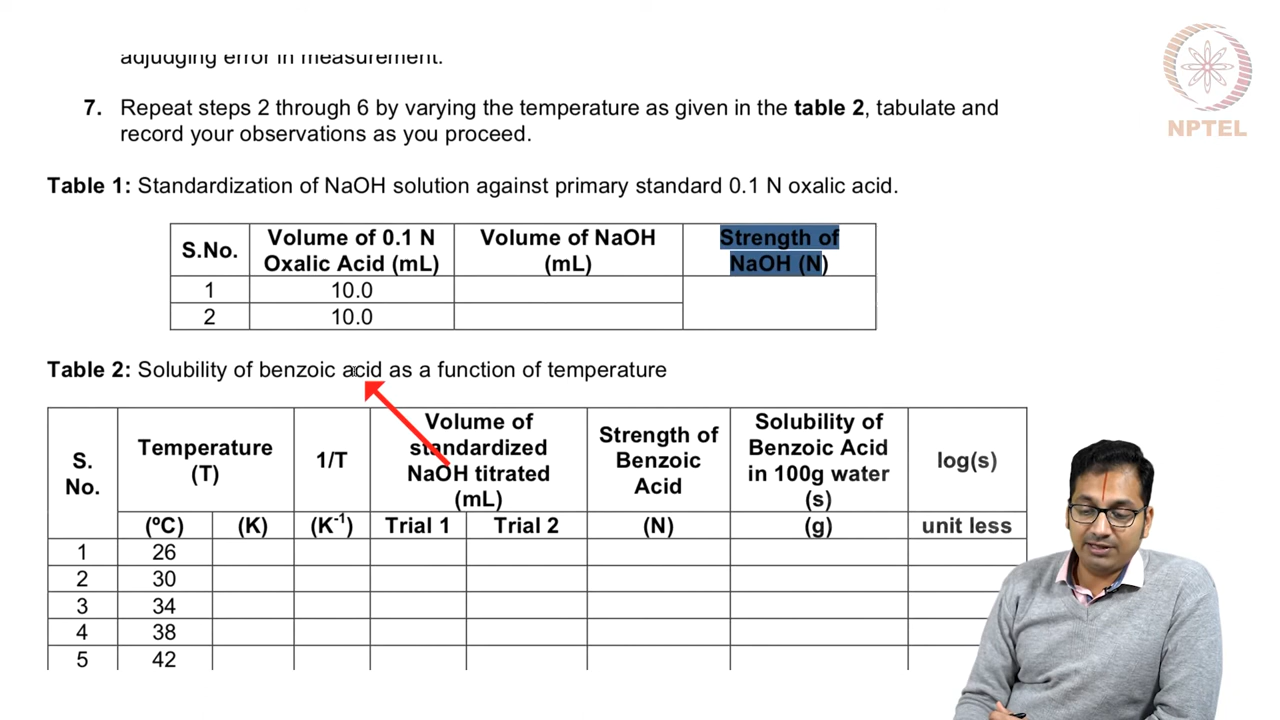 adjudging error in measurement.
NPTEL
7. Repeat steps 2 through 6 by varying the temperature as given in the table 2, tabulate and
record your observations as you proceed.
Table 1: Standardization of NaOH solution against primary standard 0.1 N oxalic acid.
S.No. Volume of 0.1 N Oxalic Acid (mL) Volume of NaOH (mL) Strength of NaOH (N)
1 10.0
2 10.0
Table 2: Solubility of benzoic acid as a function of temperature
S. No. Temperature (T) 1/T Volume of standardized NaOH titrated (mL) Strength of Benzoic Acid Solubility of Benzoic Acid in 100g water (s) log(s)
(ºC) (K) (K-1) Trial 1 Trial 2 (N) (g) unit less
1 26
2 30
3 34
4 38
5 42